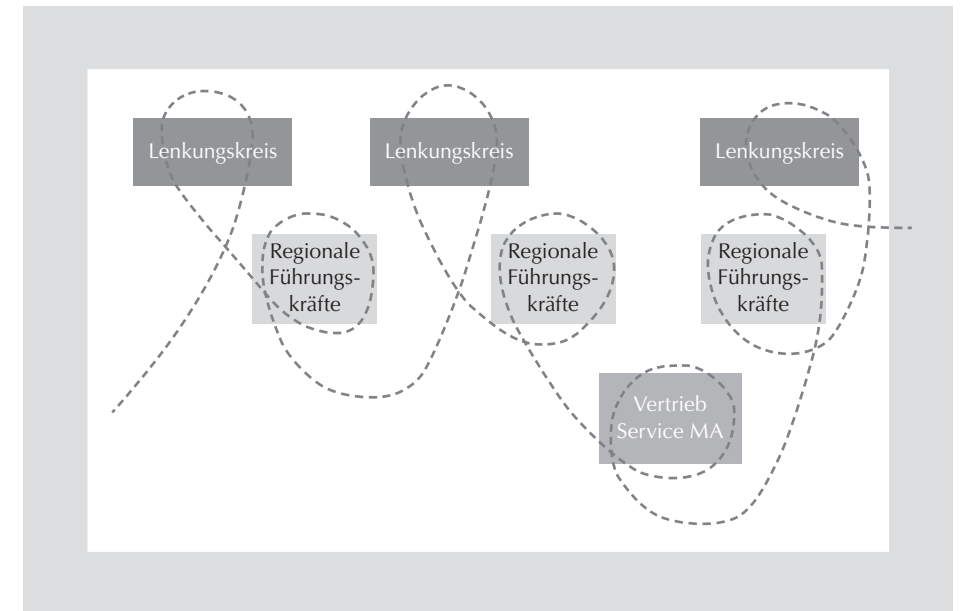 Lenkungskreis
Lenkungskreis
Lenkungskreis
Regionale
Führungs-
kräfte
Regionale
Führungs-
kräfte
Regionale
Führungs-
kräfte
Vertrieb
Service MA